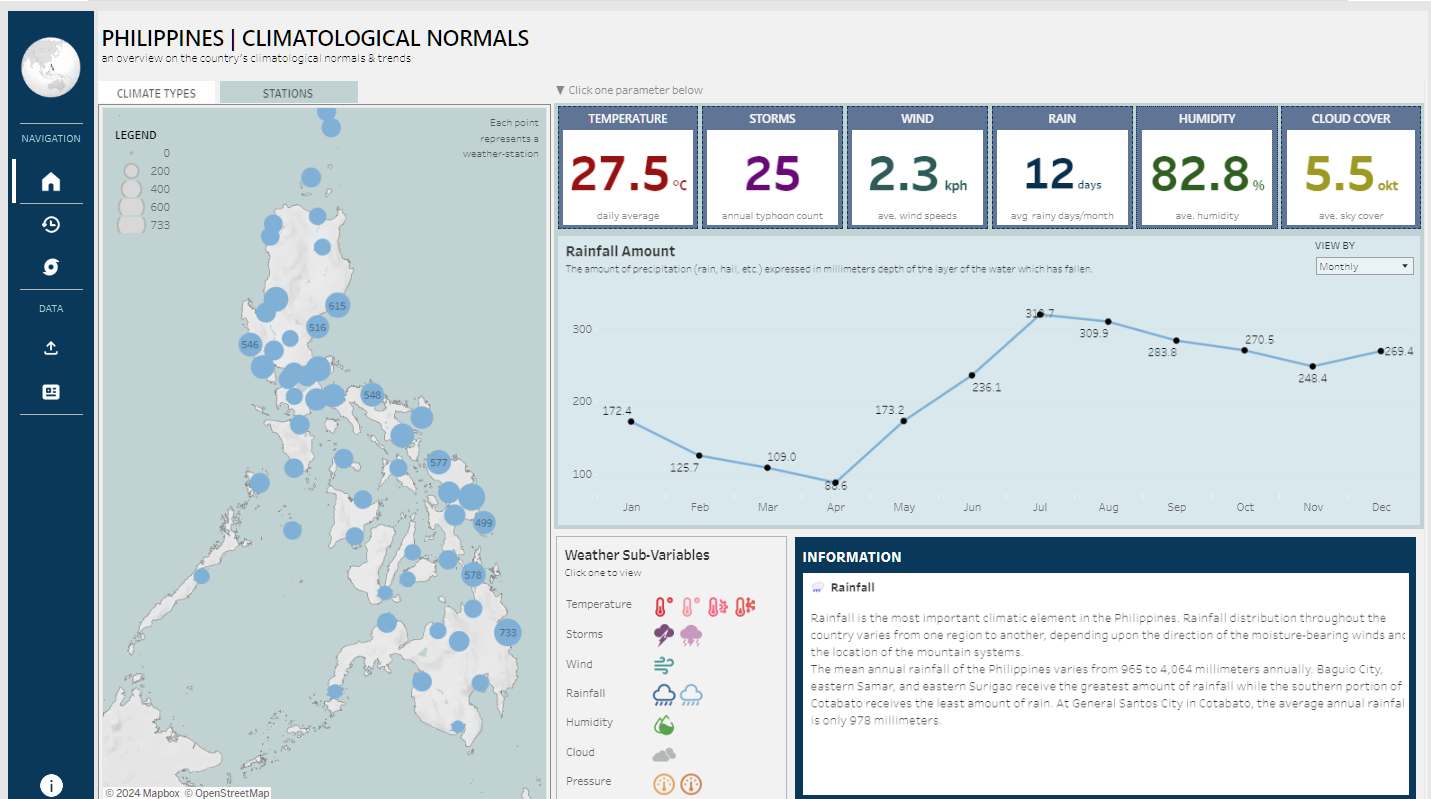 PHILIPPINES | CLIMATOLOGICAL NORMALS
an overview on the country's climatological normals & trends
NAVIGATION
DATA
CLIMATE TYPES
STATIONS
LEGEND
0
200
400
600
733
Each point
represents a
weather-station
615
516
546
548
577
499
578
733
© 2024 Mapbox © OpenStreetMap
▼ Click one parameter below
TEMPERATURE
27.5 °C
daily average
STORMS
25
annual typhoon count
WIND
2.3 kph
ave. wind speeds
RAIN
12 days
avg rainy days/month
HUMIDITY
82.8 %
ave. humidity
CLOUD COVER
5.5 okt
ave. sky cover
Rainfall Amount
The amount of precipitation (rain, hail, etc.) expressed in millimeters depth of the layer of the water which has fallen.
VIEW BY
Monthly
300
200
100
172.4
125.7
109.0
173.2
236.1
309.9
283.8
270.5
248.4
269.4
Jan Feb Mar Apr May Jun Jul Aug Sep Oct Nov Dec
Weather Sub-Variables
Click one to view
Temperature
Storms
Wind
Rainfall
Humidity
Cloud
Pressure
INFORMATION
Rainfall
Rainfall is the most important climatic element in the Philippines. Rainfall distribution throughout the
country varies from one region to another, depending upon the direction of the moisture-bearing winds and
the location of the mountain systems.
The mean annual rainfall of the Philippines varies from 965 to 4,064 millimeters annually. Baguio City,
eastern Samar, and eastern Surigao receive the greatest amount of rainfall while the southern portion of
Cotabato receives the least amount of rain. At General Santos City in Cotabato, the average annual rainfal
is only 978 millimeters.